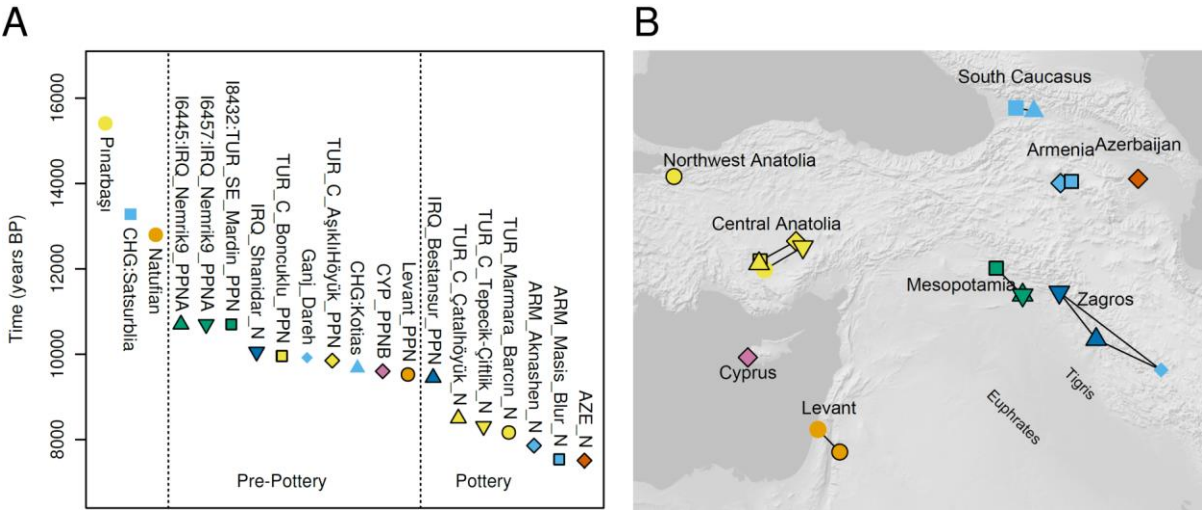 A
Time (years BP)
16000
14000
12000
10000
8000
Pınarbaşı
CHG:Satsurblia
Natufian
I6445:IRQ_Nemrik9_PPNA
I6457:IRQ_Nemrik9_PPNA
I8432:TUR_SE_Mardin_PPN
IRQ_Shanidar_N
TUR_C_Boncuklu_PPN
Ganj_Dareh
TUR_C_AşıklıHöyük_PPN
CHG:Kotias
CYP_PPNB
Levant_PPN
IRQ_Bestansur_PPN
TUR_C_Çatalhöyük_N
TUR_C_Tepecik-Çiftlik_N
TUR_Marmara_Barcın_N
ARM_Aknashen_N
ARM_Masis_Blur_N
AZE_N
Pre-Pottery
Pottery
B
South Caucasus
Northwest Anatolia
Armenia
Azerbaijan
Central Anatolia
Mesopotamia
Zagros
Cyprus
Tigris
Levant
Euphrates